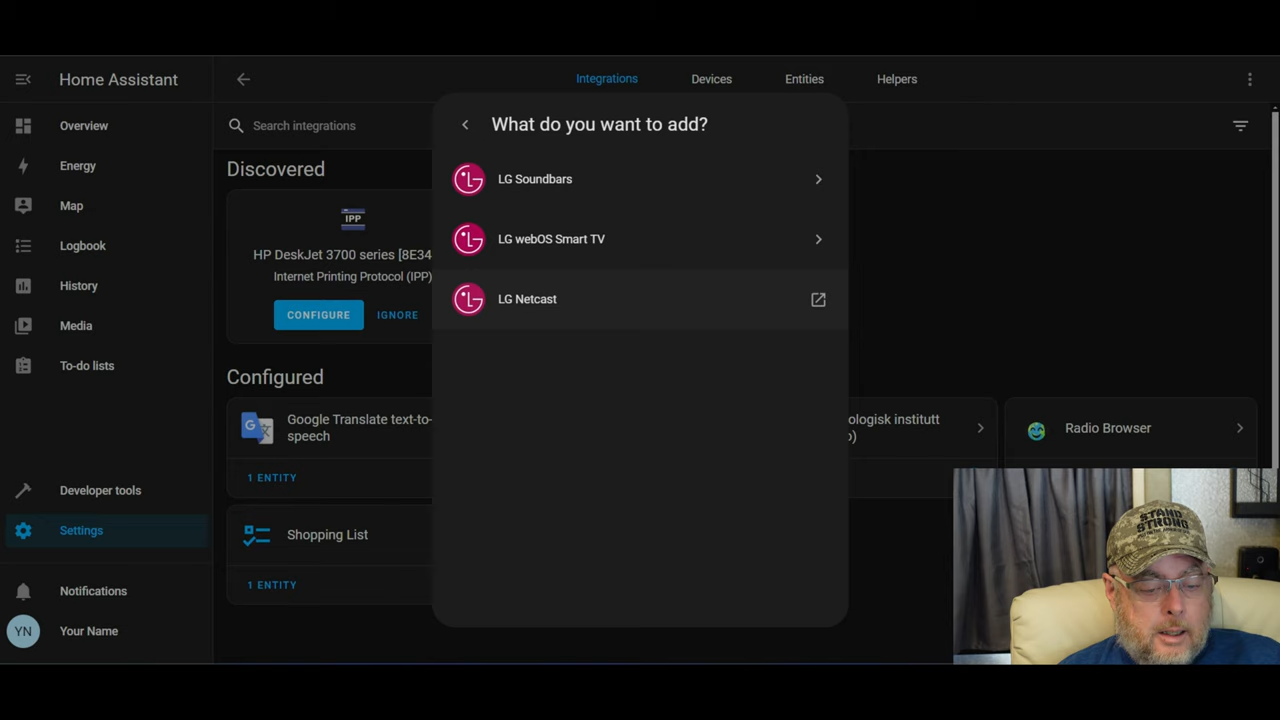 Home Assistant
Integrations
Devices
Entities
Helpers
Overview
Energy
Map
Logbook
History
Media
To-do lists
Developer tools
Settings
Notifications
YN
Your Name
Search integrations
Discovered
IPP
HP DeskJet 3700 series [8E34
Internet Printing Protocol (IPP)
CONFIGURE
IGNORE
Configured
Google Translate text-to-
speech
1 ENTITY
Shopping List
1 ENTITY
What do you want to add?
LG Soundbars
LG webOS Smart TV
LG Netcast
ologisk institutt
o)
Radio Browser
STAND
STRONG